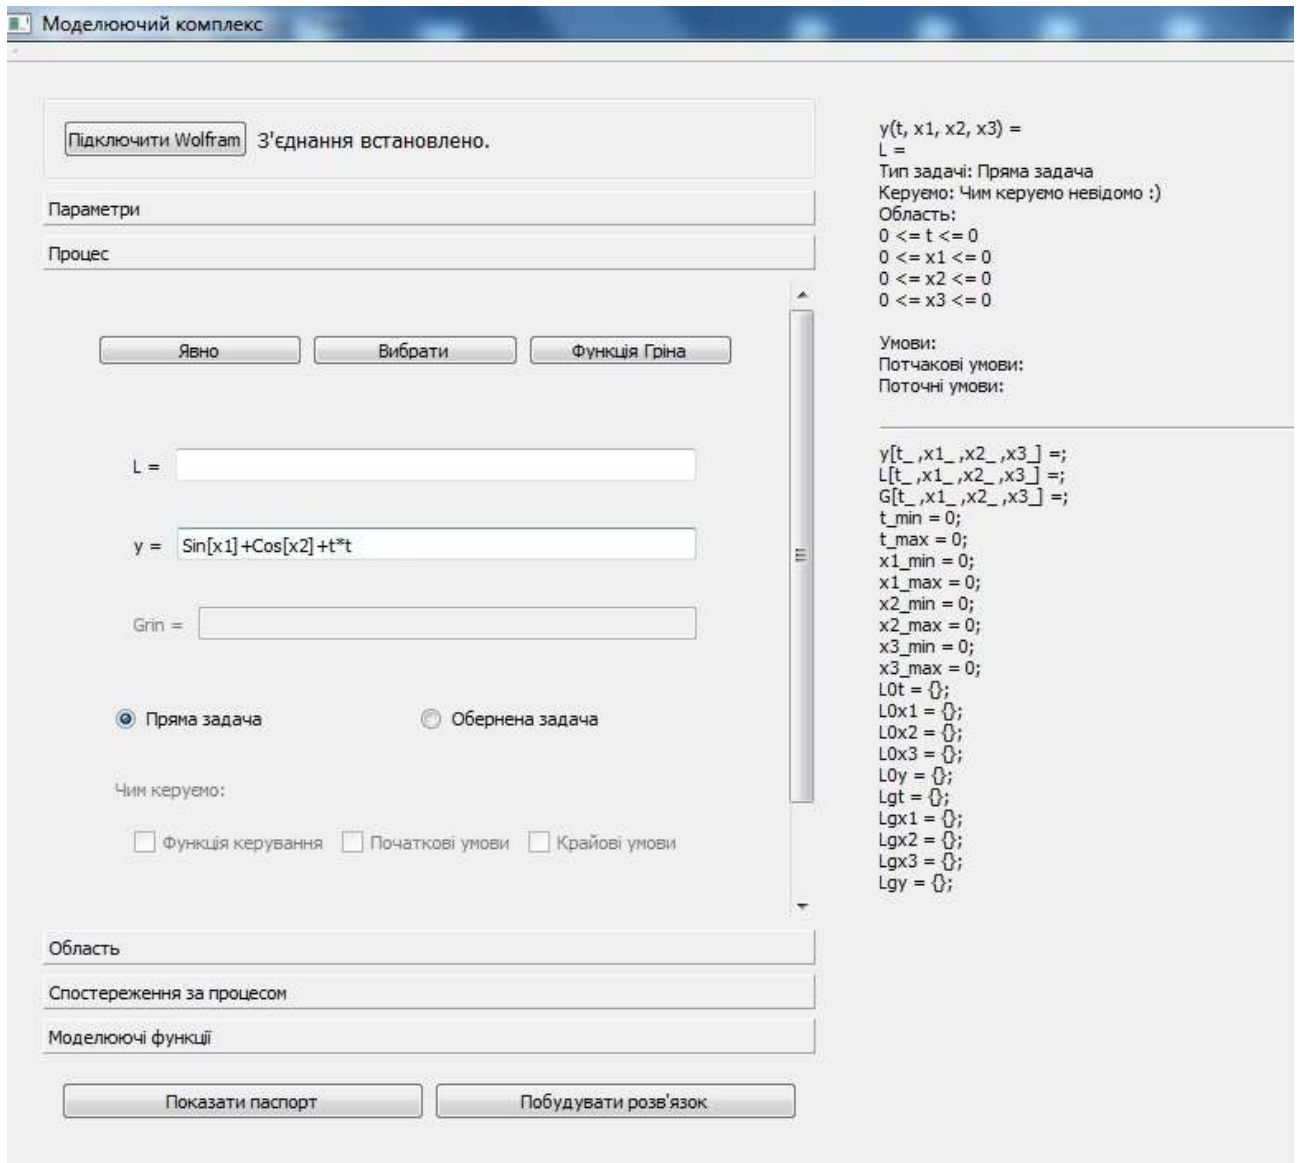 Моделюючий комплекс
Підключити Wolfram З'єднання встановлено.
Параметри
Процес
Явно Вибрати Функція Гріна
L =
y = Sin[x1]+Cos[x2]+t*t
Grin =
Пряма задача Обернена задача
Чим керуємо:
Функція керування Початкові умови Крайові умови
Область
Спостереження за процесом
Моделюючі функції
Показати паспорт Побудувати розв'язок
y(t, x1, x2, x3) =
L =
Тип задачі: Пряма задача
Керуємо: Чим керуємо невідомо :)
Область:
0 <= t <= 0
0 <= x1 <= 0
0 <= x2 <= 0
0 <= x3 <= 0
Умови:
Потчакові умови:
Поточні умови:
y[t_ ,x1_ ,x2_ ,x3_] =;
L[t_ ,x1_ ,x2_ ,x3_] =;
G[t_ ,x1_ ,x2_ ,x3_] =;
t_min = 0;
t_max = 0;
x1_min = 0;
x1_max = 0;
x2_min = 0;
x2_max = 0;
x3_min = 0;
x3_max = 0;
L0t = {};
L0x1 = {};
L0x2 = {};
L0x3 = {};
L0y = {};
Lgt = {};
Lgx1 = {};
Lgx2 = {};
Lgx3 = {};
Lgy = {};